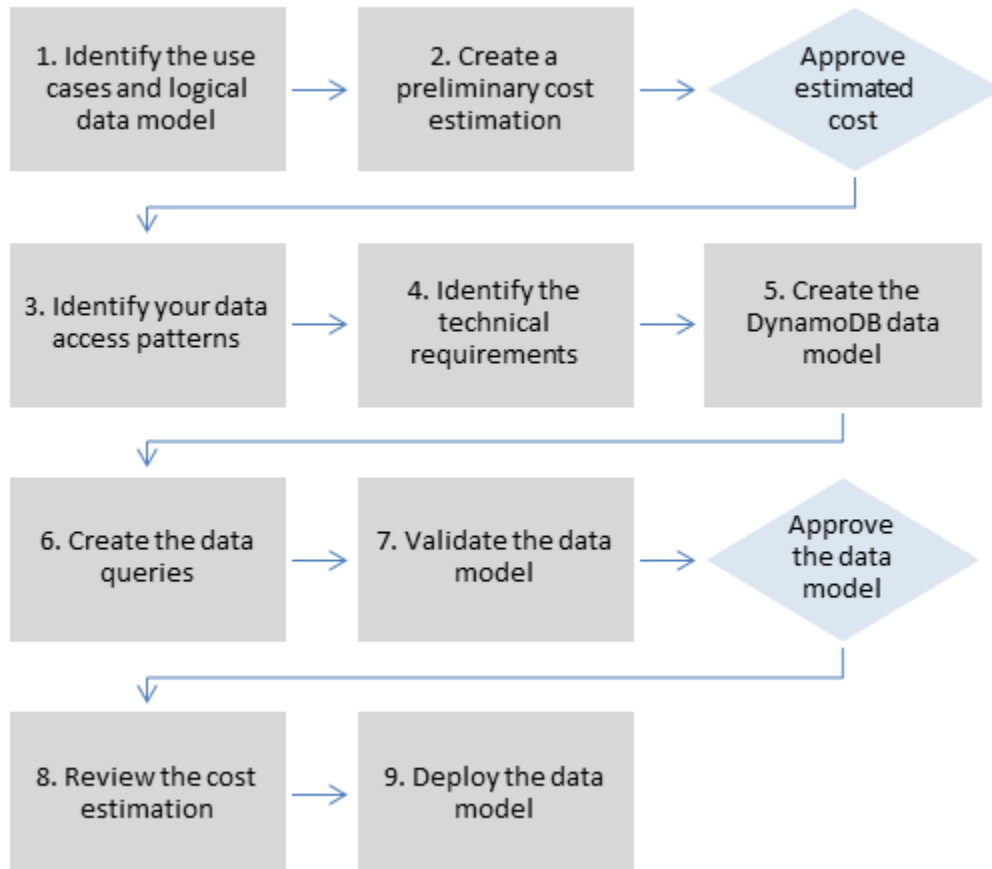 1. Identify the use
cases and logical
data model
2. Create a
preliminary cost
estimation
Approve
estimated
cost
3. Identify your data
access patterns
4. Identify the
technical
requirements
5. Create the
DynamoDB data
model
6. Create the data
queries
7. Validate the data
model
Approve
the data
model
8. Review the cost
estimation
9. Deploy the data
model